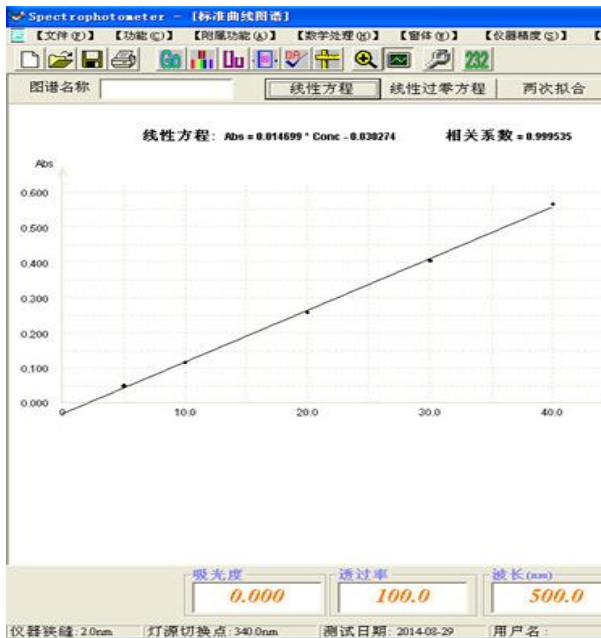 Spectrophotometer - [标准曲线图谱]
【文件(F)】 【功能(C)】 【附属功能(A)】 【数学处理(M)】 【窗体(W)】 【仪器精度(S)】 【
Go 232
图谱名称 线性方程 线性过零方程 两次拟合
线性方程: Abs = 0.014699 * Conc - 0.030274 相关系数 = 0.999535
Abs
0.600
0.500
0.400
0.300
0.200
0.100
0.000
0 10.0 20.0 30.0 40.0
吸光度 透过率 波长(nm)
0.000 100.0 500.0
仪器狭缝: 2.0nm 灯源切换点: 340.0nm 测试日期: 2014-08-29 用户名: